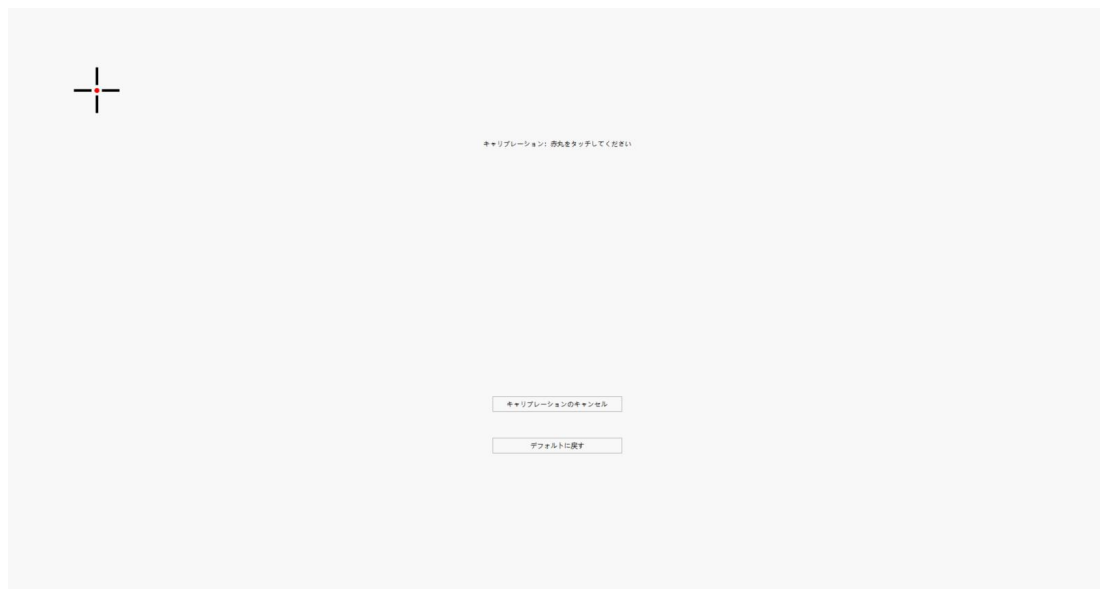 キャリブレーション: 赤丸をタッチしてください
キャリブレーションのキャンセル
デフォルトに戻す